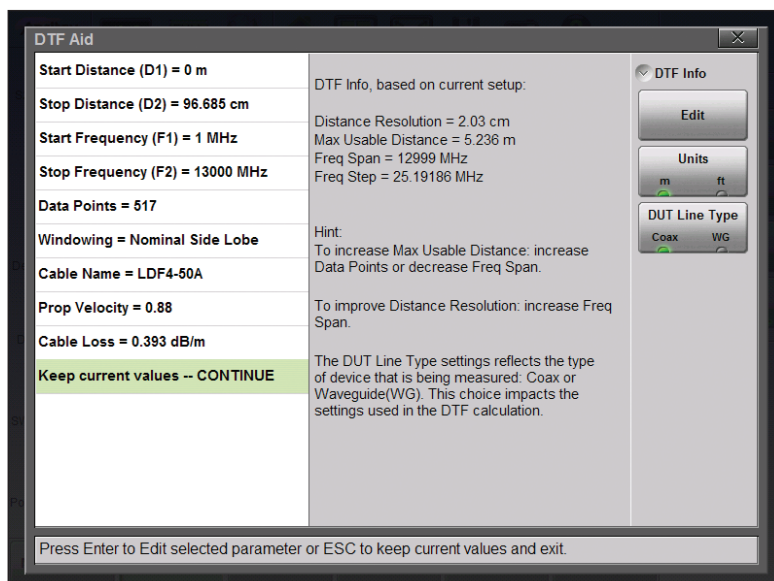 DTF Aid
Start Distance (D1) = 0 m
Stop Distance (D2) = 96.685 cm
Start Frequency (F1) = 1 MHz
Stop Frequency (F2) = 13000 MHz
Data Points = 517
Windowing = Nominal Side Lobe
Cable Name = LDF4-50A
Prop Velocity = 0.88
Cable Loss = 0.393 dB/m
Keep current values -- CONTINUE
DTF Info, based on current setup:
Distance Resolution = 2.03 cm
Max Usable Distance = 5.236 m
Freq Span = 12999 MHz
Freq Step = 25.19186 MHz
Hint:
To increase Max Usable Distance: increase
Data Points or decrease Freq Span.
To improve Distance Resolution: increase Freq
Span.
The DUT Line Type settings reflects the type
of device that is being measured: Coax or
Waveguide(WG). This choice impacts the
settings used in the DTF calculation.
DTF Info
Edit
Units
m ft
DUT Line Type
Coax WG
Press Enter to Edit selected parameter or ESC to keep current values and exit.